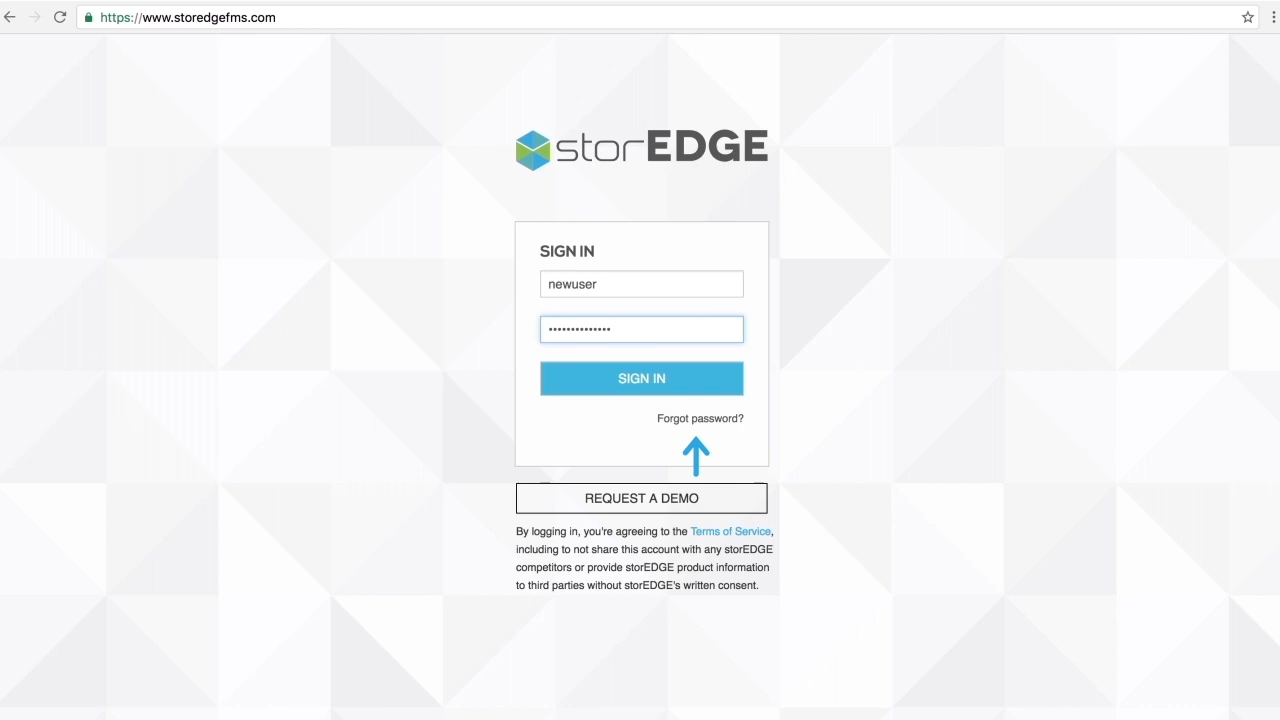 https://www.storedgefms.com
storEDGE
SIGN IN
newuser
••••••••••••••
SIGN IN
Forgot password?
REQUEST A DEMO
By logging in, you're agreeing to the Terms of Service,
including to not share this account with any storEDGE
competitors or provide storEDGE product information
to third parties without storEDGE's written consent.